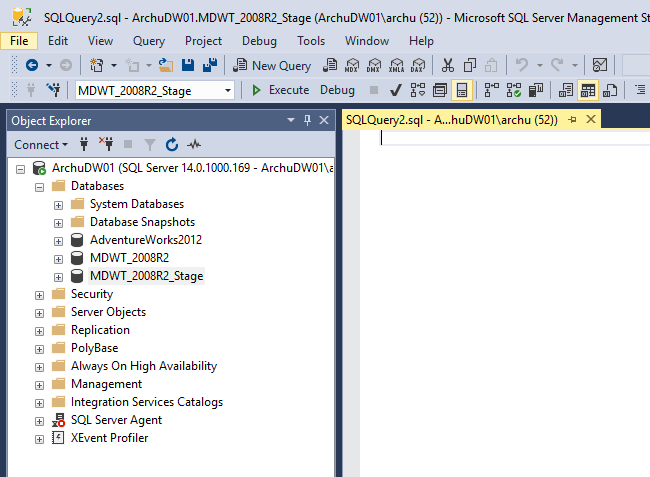 SQLQuery2.sql - ArchuDW01.MDWT_2008R2_Stage (ArchuDW01\archu (52)) - Microsoft SQL Server Management St
File Edit View Query Project Debug Tools Window Help
New Query MDX DMX XMLA DAX
MDWT_2008R2_Stage Execute Debug
Object Explorer
SQLQuery2.sql - A...huDW01\archu (52))
Connect
ArchuDW01 (SQL Server 14.0.1000.169 - ArchuDW01\a
Databases
System Databases
Database Snapshots
AdventureWorks2012
MDWT_2008R2
MDWT_2008R2_Stage
Security
Server Objects
Replication
PolyBase
Always On High Availability
Management
Integration Services Catalogs
SQL Server Agent
XEvent Profiler